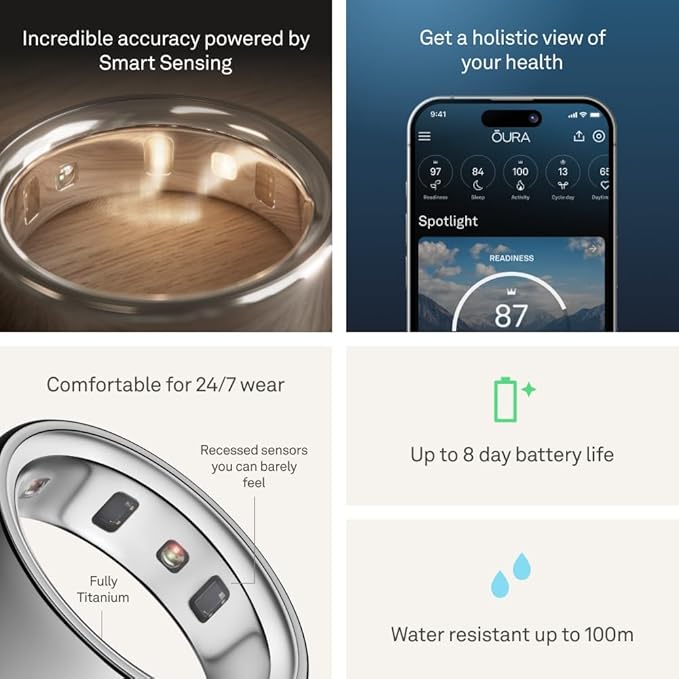 Incredible accuracy powered by
Smart Sensing
Get a holistic view of
your health
9:41
ŌURA
97
84
100
13
Readiness
Sleep
Activity
Cycle day
Spotlight
READINESS
87
Comfortable for 24/7 wear
Recessed sensors
you can barely
feel
Fully
Titanium
Up to 8 day battery life
Water resistant up to 100m